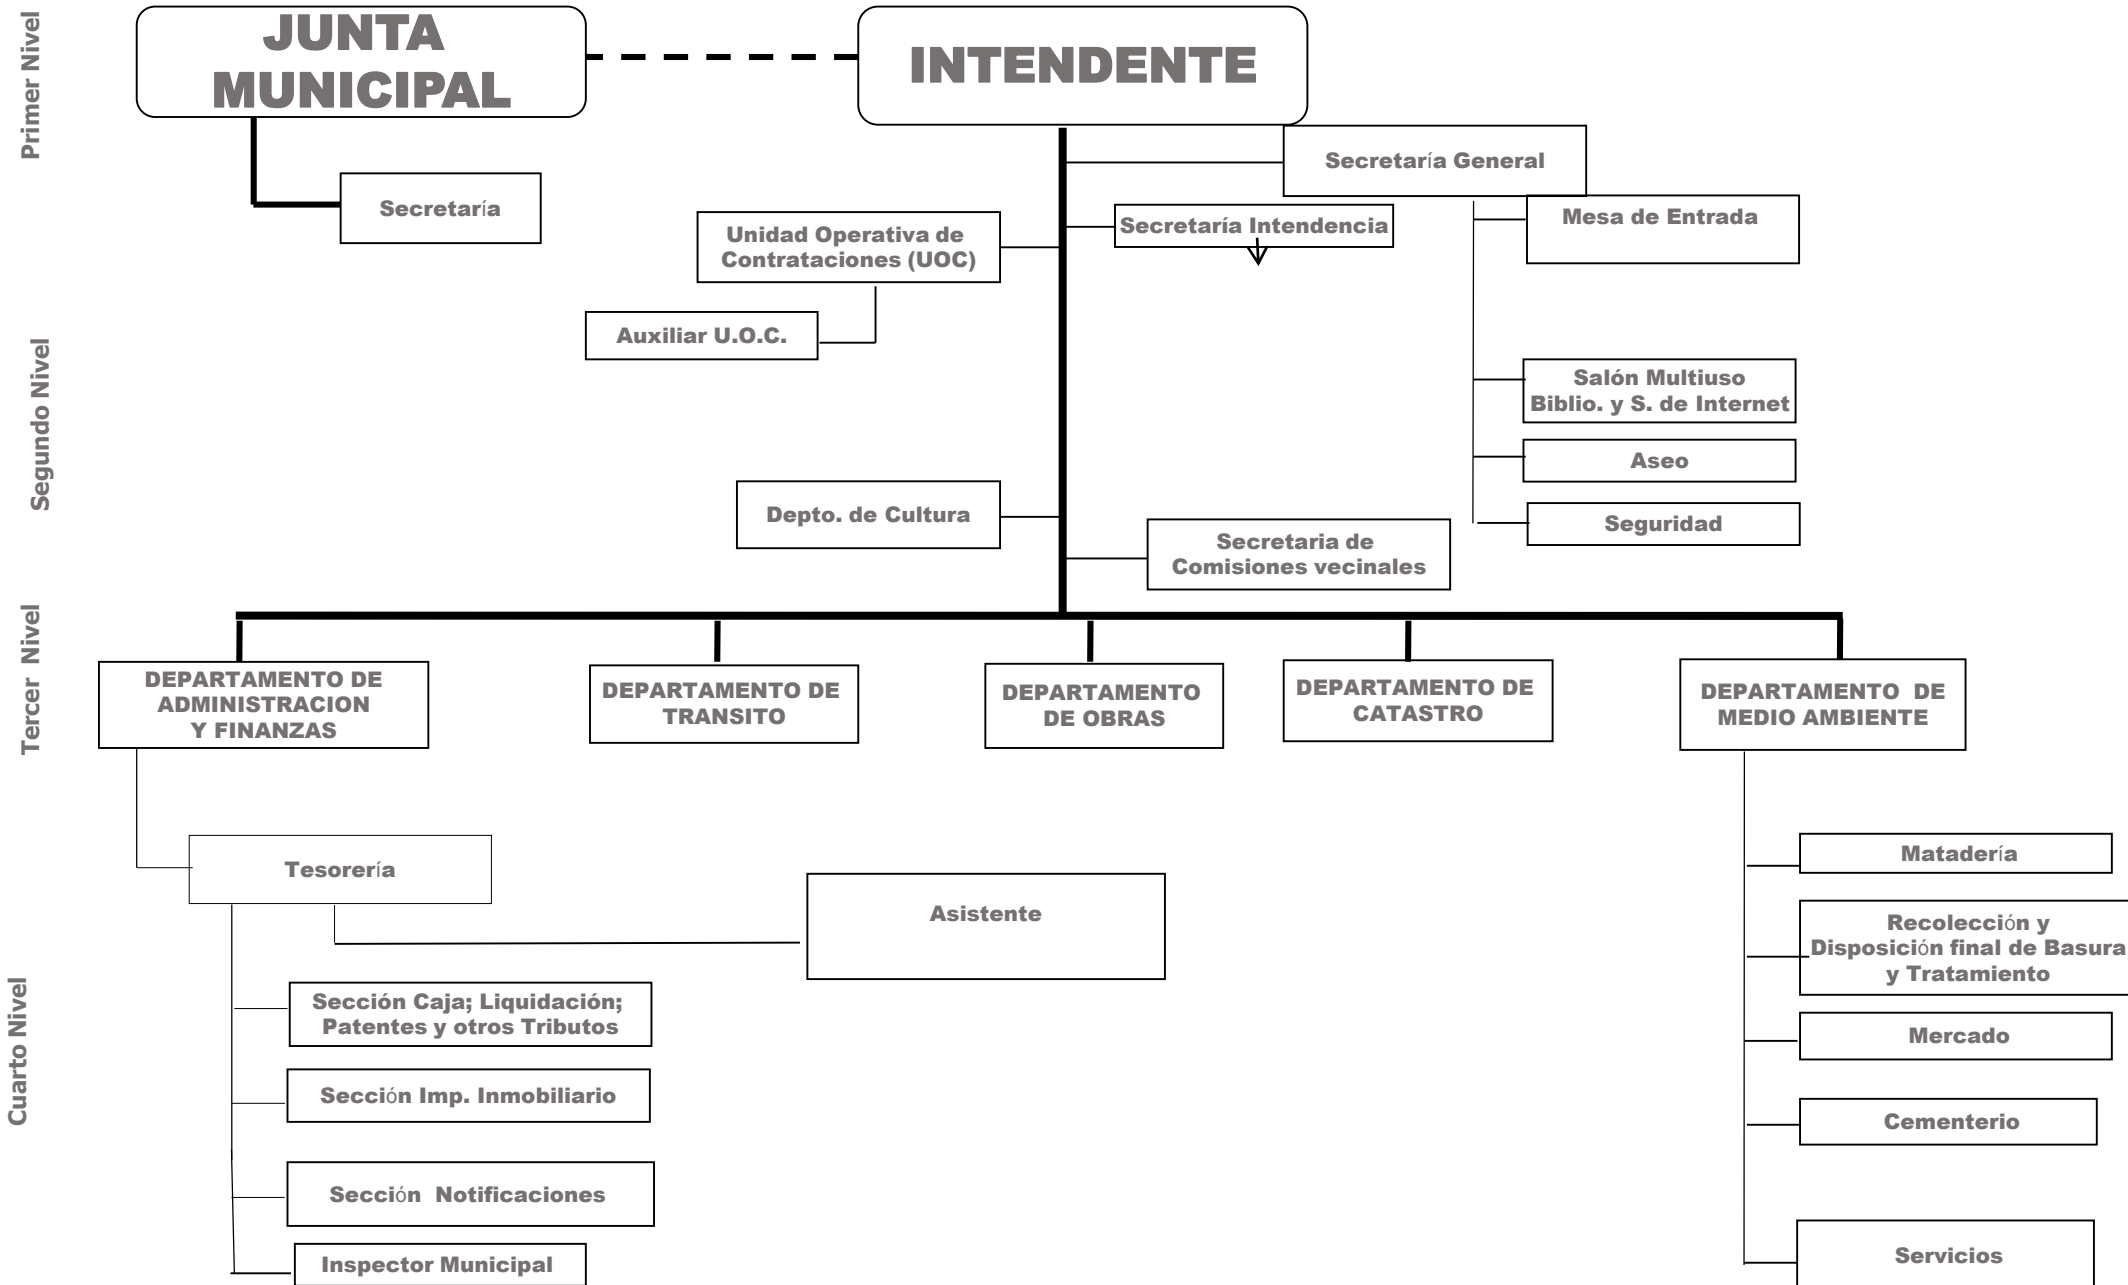 Primer Nivel
JUNTA
MUNICIPAL
INTENDENTE
Secretaría General
Secretaría
Mesa de Entrada
Secretaría Intendencia
Unidad Operativa de
Contrataciones (UOC)
Auxiliar U.O.C.
Segundo Nivel
Salón Multiuso
Biblio. y S. de Internet
Aseo
Seguridad
Depto. de Cultura
Secretaria de
Comisiones vecinales
Tercer Nivel
DEPARTAMENTO DE
ADMINISTRACION
Y FINANZAS
DEPARTAMENTO DE
TRANSITO
DEPARTAMENTO
DE OBRAS
DEPARTAMENTO DE
CATASTRO
DEPARTAMENTO DE
MEDIO AMBIENTE
Tesorería
Asistente
Cuarto Nivel
Sección Caja; Liquidación;
Patentes y otros Tributos
Sección Imp. Inmobiliario
Sección Notificaciones
Inspector Municipal
Matadería
Recolección y
Disposición final de Basura
y Tratamiento
Mercado
Cementerio
Servicios